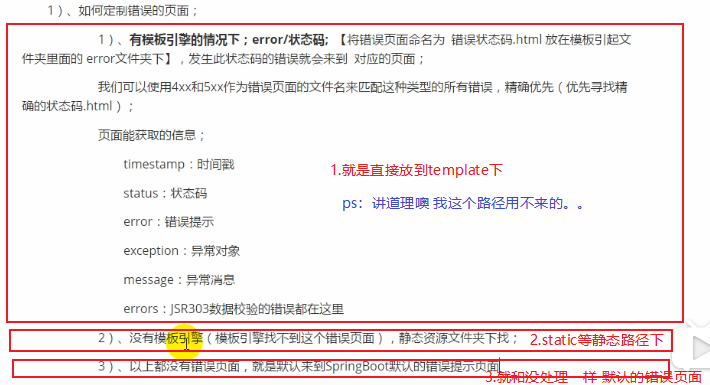 1）、如何定制错误的页面；
1）、有模板引擎的情况下；error/状态码; 【将错误页面命名为 错误状态码.html 放在模板引起文
件夹里面的 error文件夹下】，发生此状态码的错误就会来到 对应的页面；
我们可以使用4xx和5xx作为错误页面的文件名来匹配这种类型的所有错误，精确优先（优先寻找精
确的状态码.html）；
页面能获取的信息；
timestamp：时间戳
1.就是直接放到template下
status：状态码
ps：讲道理噢 我这个路径用不来的。。
error：错误提示
exception：异常对象
message：异常消息
errors：JSR303数据校验的错误都在这里
2）、没有模板引擎（模板引擎找不到这个错误页面），静态资源文件夹下找； 2.static等静态路径下
3）、以上都没有错误页面，就是默认来到SpringBoot默认的错误提示页面
3.就和没处理一样 默认的错误页面